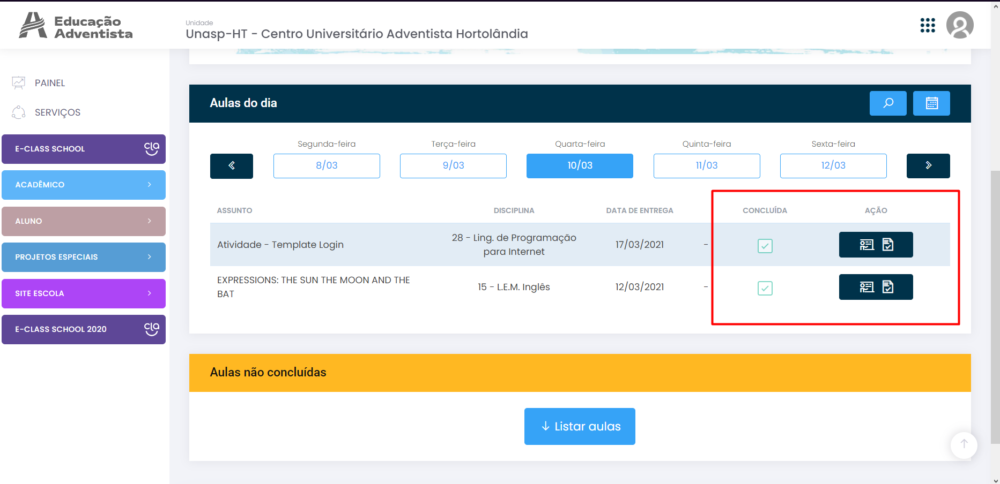 Educação
Adventista
Unidade
Unasp-HT - Centro Universitário Adventista Hortolândia
PAINEL
SERVIÇOS
E-CLASS SCHOOL
cla
ACADÊMICO
ALUNO
PROJETOS ESPECIAIS
SITE ESCOLA
E-CLASS SCHOOL 2020
cla
Aulas do dia
Segunda-feira
Terça-feira
Quarta-feira
Quinta-feira
Sexta-feira
8/03
9/03
10/03
11/03
12/03
ASSUNTO
DISCIPLINA
DATA DE ENTREGA
CONCLUÍDA
AÇÃO
Atividade - Template Login
28 - Ling. de Programação
para Internet
17/03/2021
-
EXPRESSIONS: THE SUN THE MOON AND THE
BAT
15 - L.E.M. Inglês
12/03/2021
-
Aulas não concluídas
Listar aulas